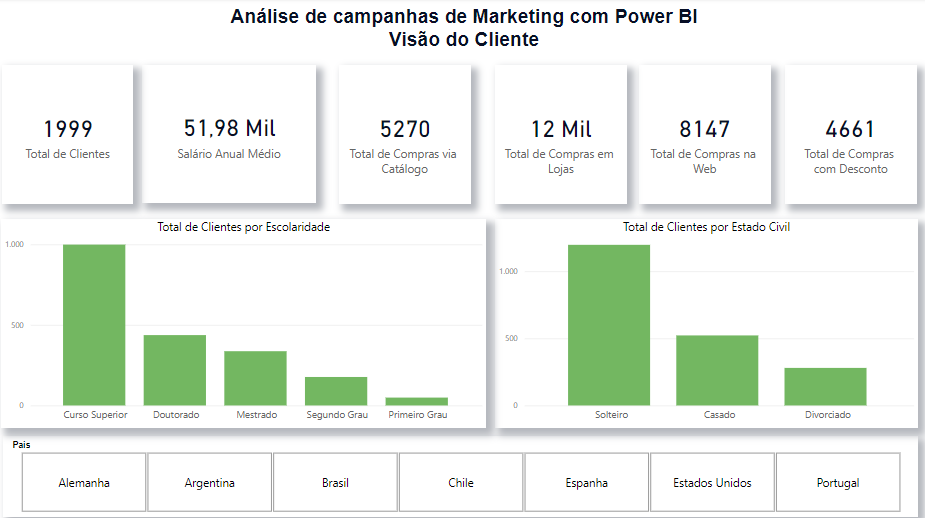 Análise de campanhas de Marketing com Power BI
Visão do Cliente
1999
Total de Clientes
51,98 Mil
Salário Anual Médio
5270
Total de Compras via
Catálogo
12 Mil
Total de Compras em
Lojas
8147
Total de Compras na
Web
4661
Total de Compras
com Desconto
Total de Clientes por Escolaridade
1.000
500
0
Curso Superior
Doutorado
Mestrado
Segundo Grau
Primeiro Grau
Total de Clientes por Estado Civil
1.000
500
0
Solteiro
Casado
Divorciado
Pais
Alemanha
Argentina
Brasil
Chile
Espanha
Estados Unidos
Portugal